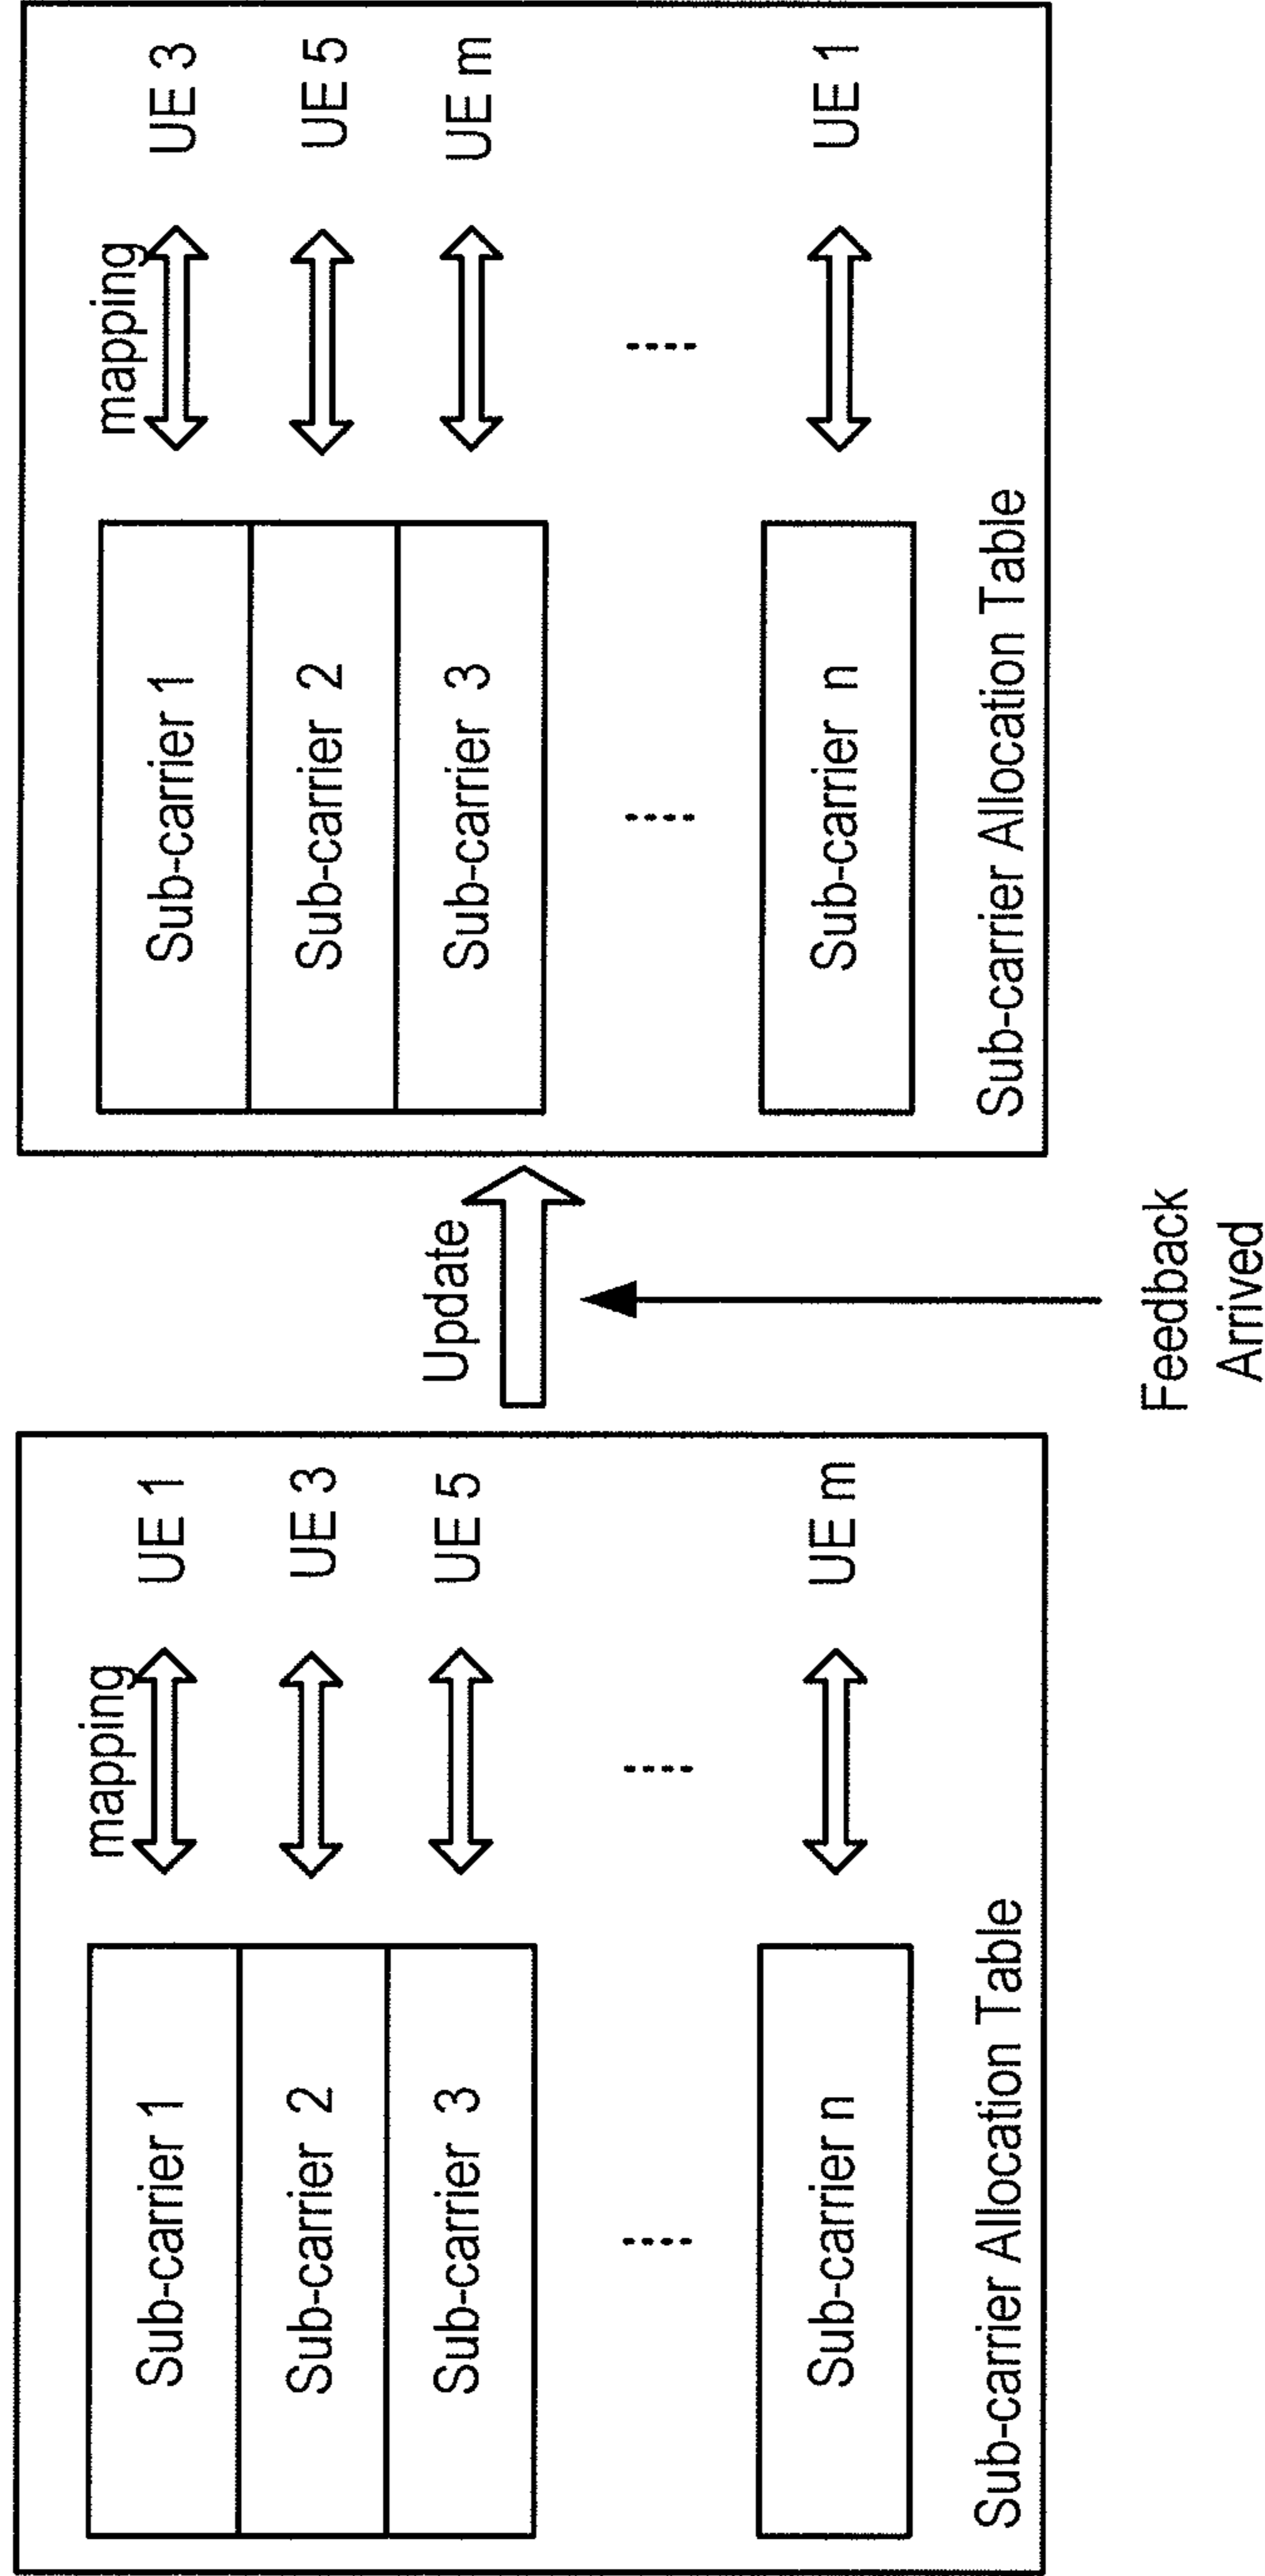 mapping
Sub-carrier 1
UE 1
Sub-carrier 2
UE 3
Sub-carrier 3
UE 5
....
....
Sub-carrier n
UE m
Sub-carrier Allocation Table
Update
Feedback
Arrived
mapping
Sub-carrier 1
UE 3
Sub-carrier 2
UE 5
Sub-carrier 3
UE m
....
....
Sub-carrier n
UE 1
Sub-carrier Allocation Table